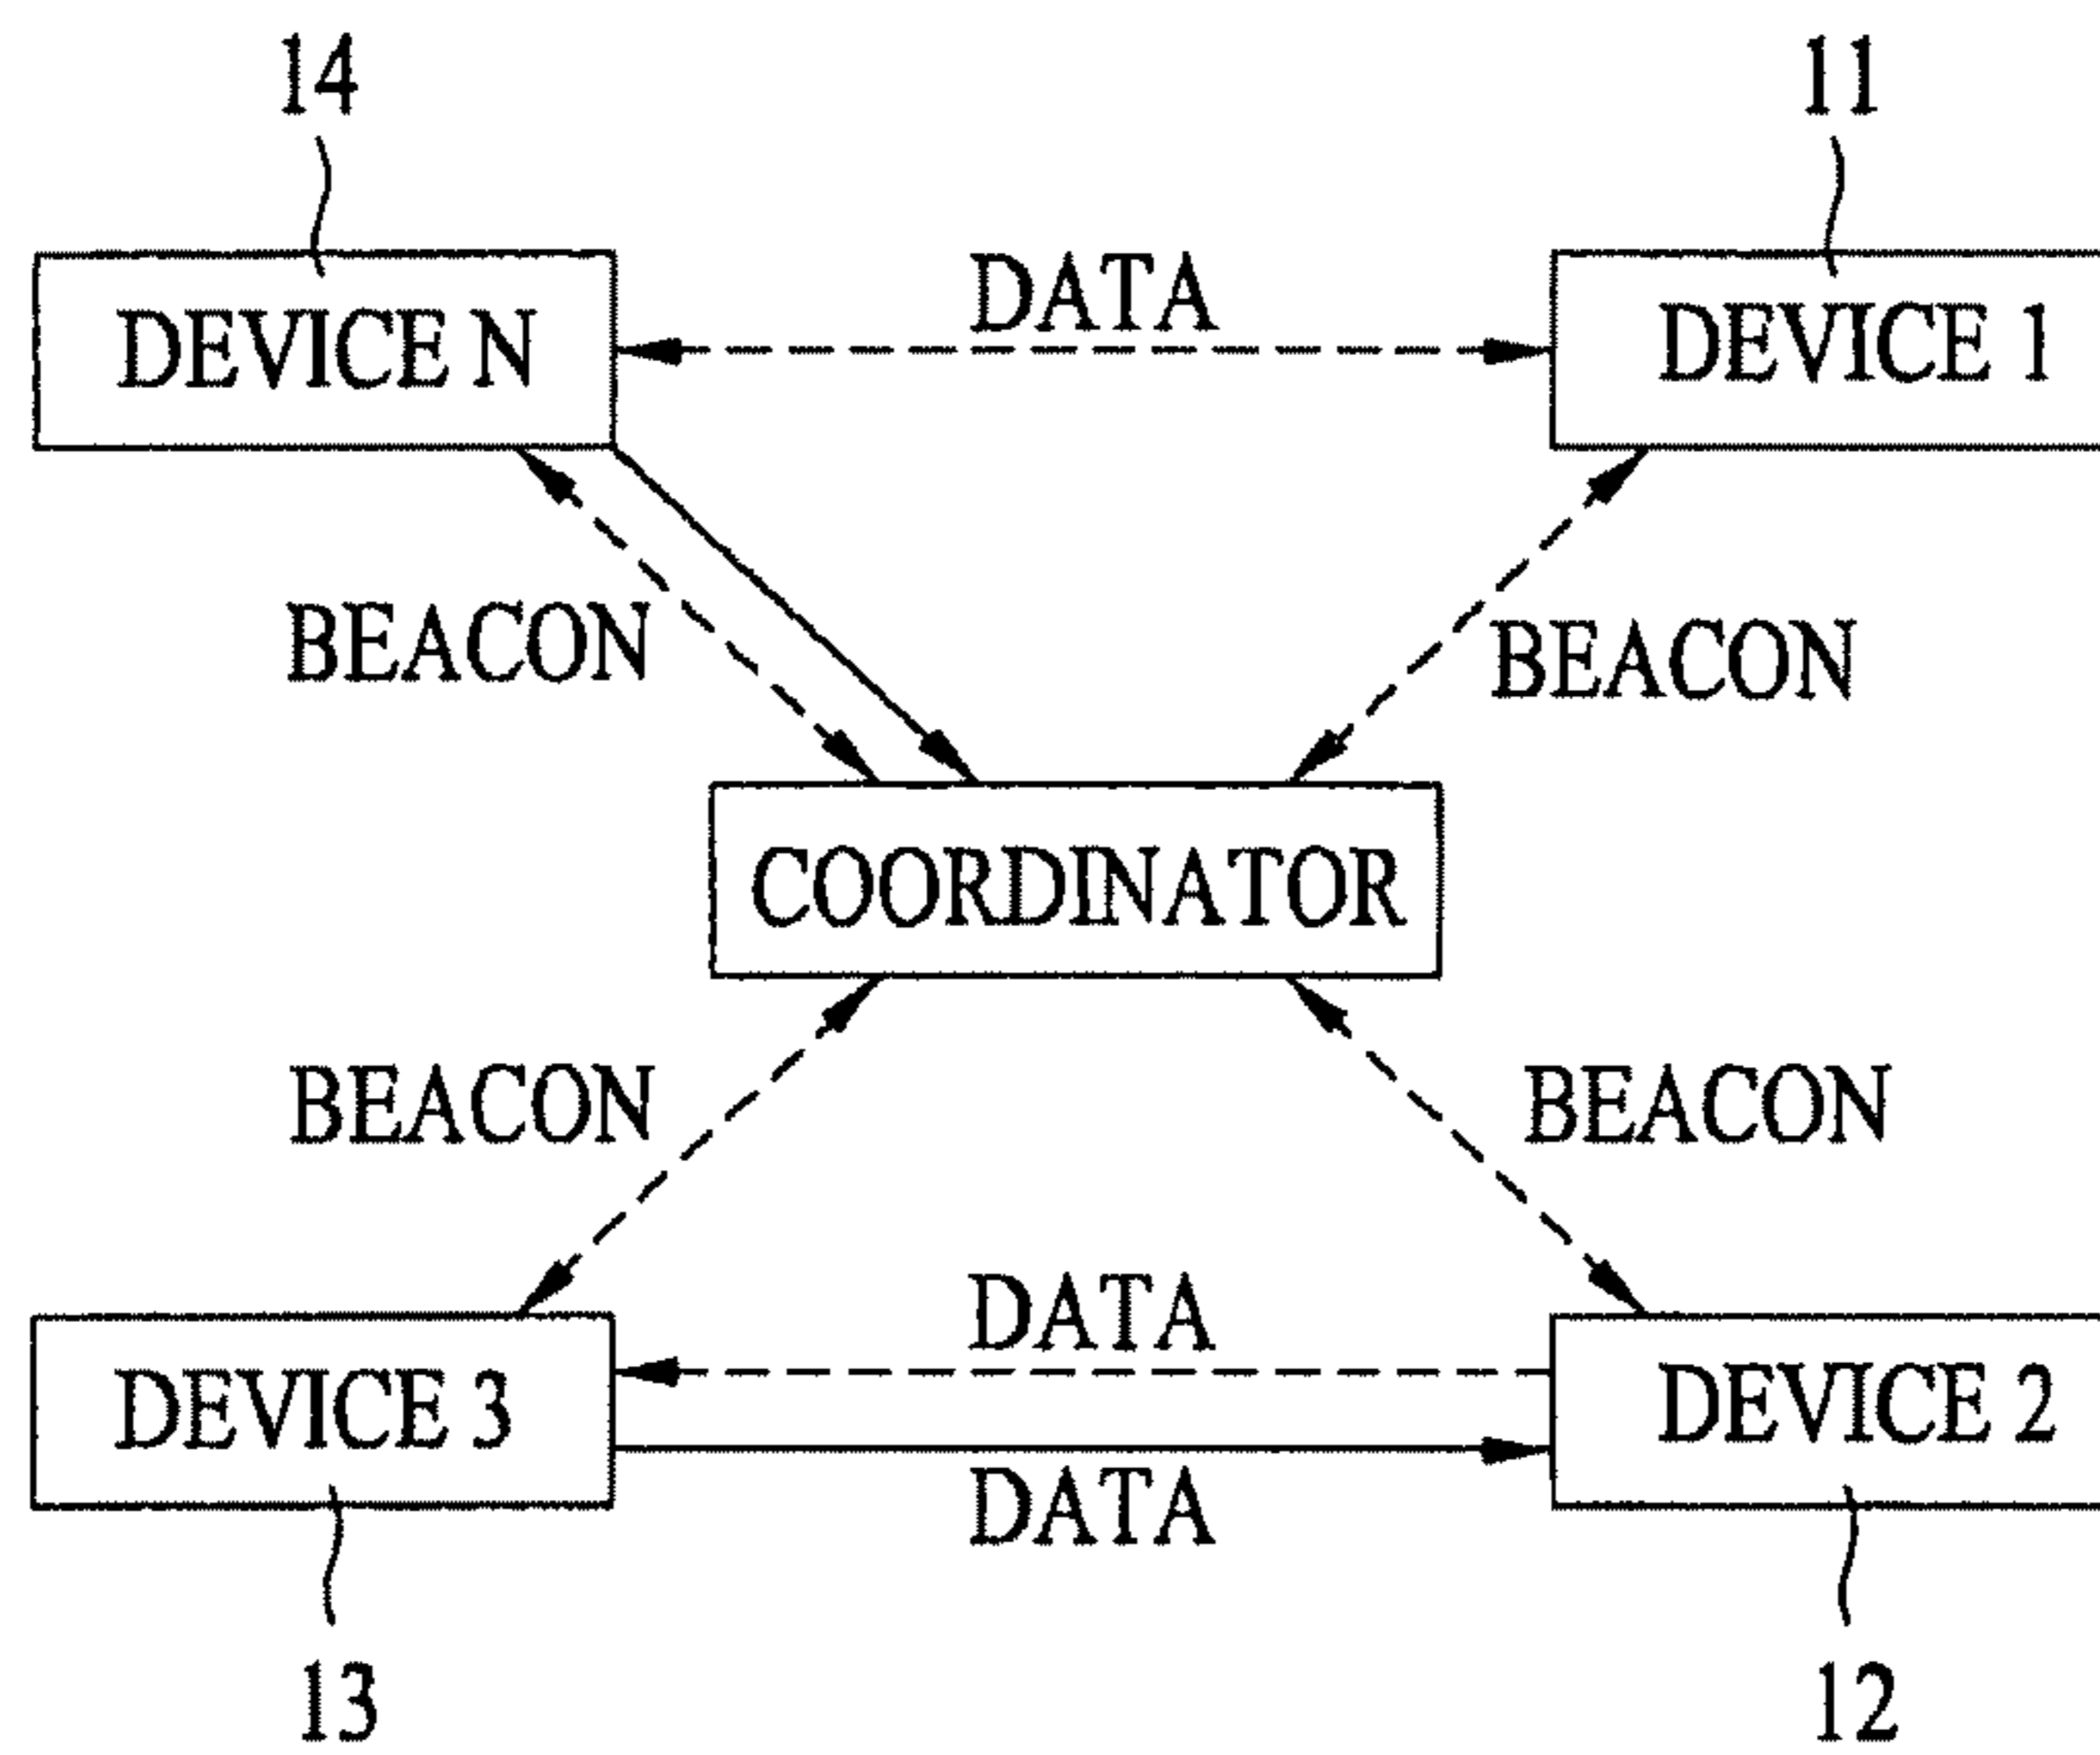 14
11
DATA
DEVICE N
DEVICE 1
BEACON
BEACON
COORDINATOR
BEACON
BEACON
DATA
DEVICE 3
DEVICE 2
DATA
13
12